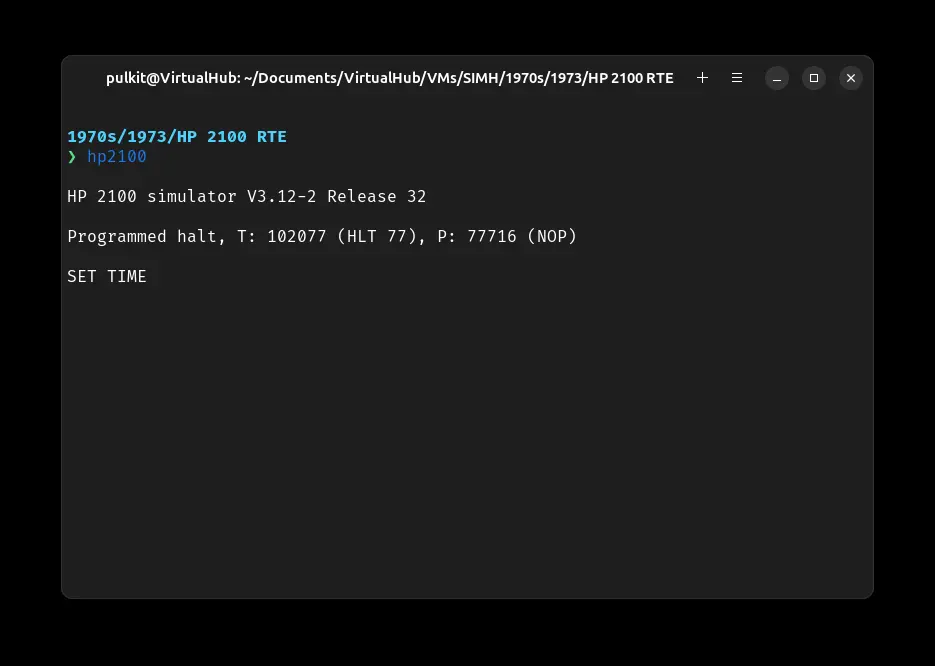 pulkit@VirtualHub: ~/Documents/VirtualHub/VMs/SIMH/1970s/1973/HP 2100 RTE
1970s/1973/HP 2100 RTE
❯ hp2100
HP 2100 simulator V3.12-2 Release 32
Programmed halt, T: 102077 (HLT 77), P: 77716 (NOP)
SET TIME